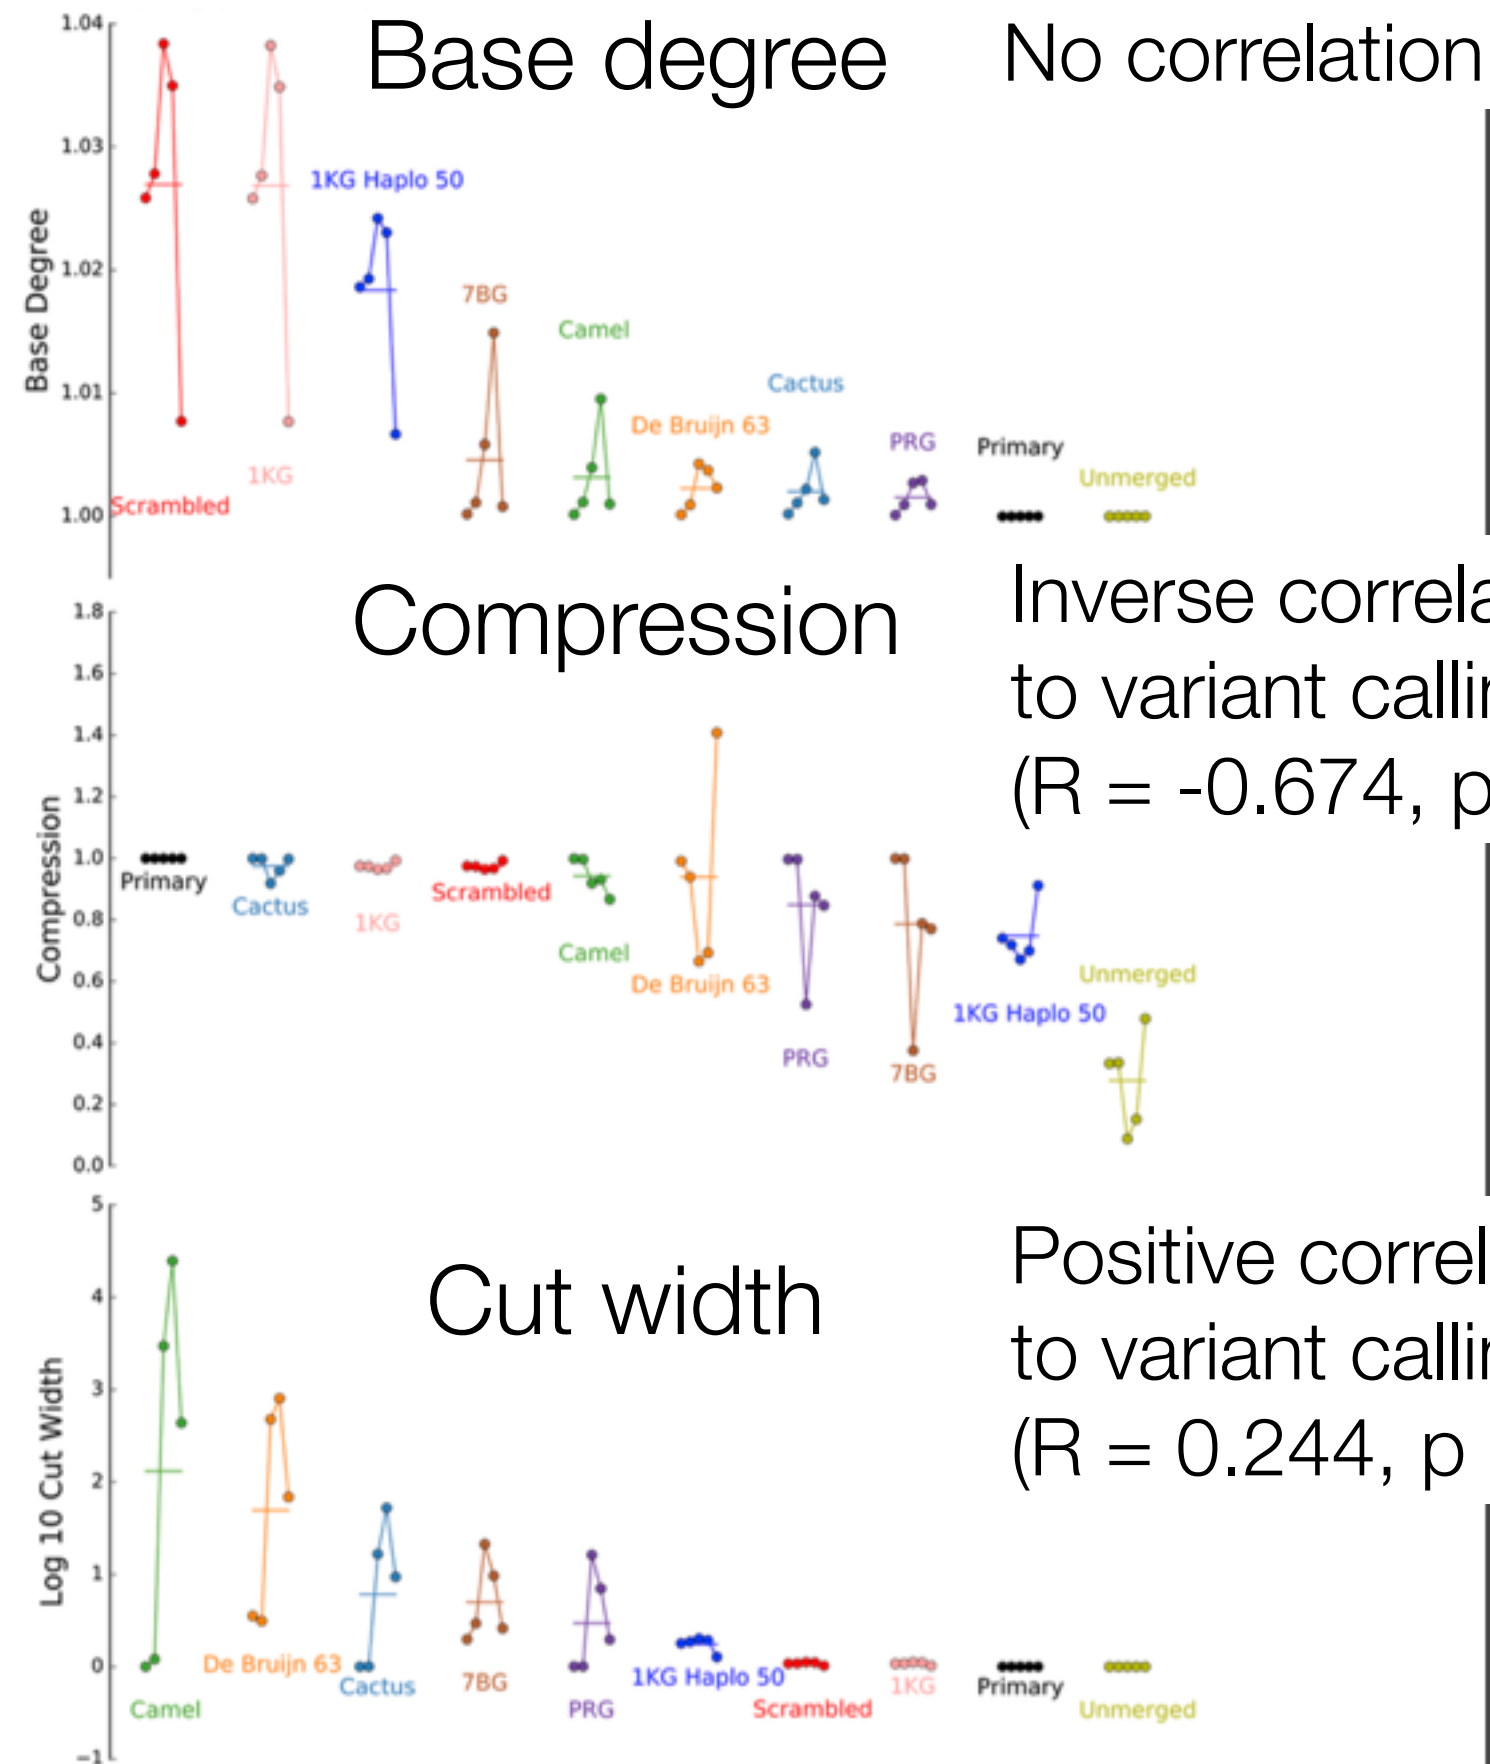 Base degree
No correlation
1.04
1.03
1.02
1.01
1.00
Base Degree
Scrambled
1KG
1KG Haplo 50
7BG
Camel
De Bruijn 63
Cactus
PRG
Primary
Unmerged
Compression
Inverse correla
to variant callin
(R = -0.674, p
1.8
1.6
1.4
1.2
1.0
0.8
0.6
0.4
0.2
0.0
Compression
Primary
Cactus
1KG
Scrambled
Camel
De Bruijn 63
PRG
7BG
1KG Haplo 50
Unmerged
Cut width
Positive correl
to variant callin
(R = 0.244, p
5
4
3
2
1
0
−1
Log 10 Cut Width
Camel
De Bruijn 63
Cactus
7BG
PRG
1KG Haplo 50
Scrambled
1KG
Primary
Unmerged